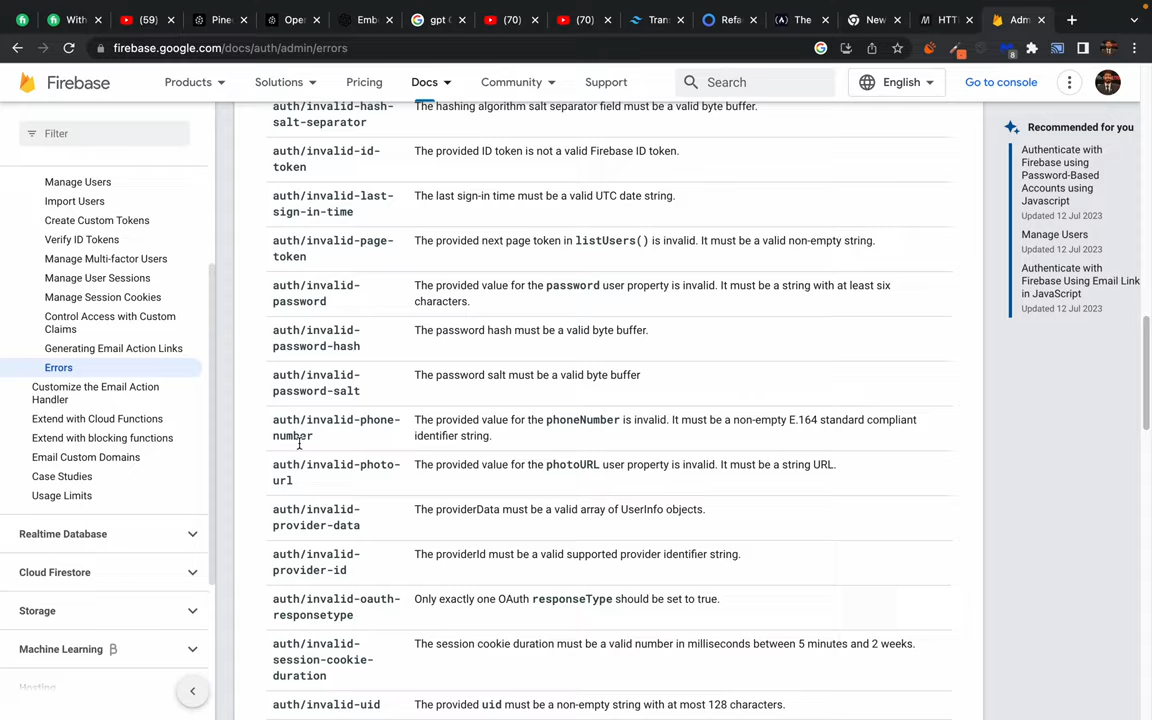 With
(59)
Pine
Oper
Emb
gpt
(70)
(70)
Tran
Refa
The
New
HTTI
Adm
firebase.google.com/docs/auth/admin/errors
8
Firebase
Products
Solutions
Pricing
Docs
Community
Support
Search
English
Go to console
Filter
Manage Users
Import Users
Create Custom Tokens
Verify ID Tokens
Manage Multi-factor Users
Manage User Sessions
Manage Session Cookies
Control Access with Custom
Claims
Generating Email Action Links
Errors
Customize the Email Action
Handler
Extend with Cloud Functions
Extend with blocking functions
Email Custom Domains
Case Studies
Usage Limits
Realtime Database
Cloud Firestore
Storage
Machine Learning β
Hosting
auth/invalid-hash-
salt-separator
The hashing algorithm salt separator field must be a valid byte buffer.
auth/invalid-id-
token
The provided ID token is not a valid Firebase ID token.
auth/invalid-last-
sign-in-time
The last sign-in time must be a valid UTC date string.
auth/invalid-page-
token
The provided next page token in listUsers() is invalid. It must be a valid non-empty string.
auth/invalid-
password
The provided value for the password user property is invalid. It must be a string with at least six
characters.
auth/invalid-
password-hash
The password hash must be a valid byte buffer.
auth/invalid-
password-salt
The password salt must be a valid byte buffer
auth/invalid-phone-
number
The provided value for the phoneNumber is invalid. It must be a non-empty E.164 standard compliant
identifier string.
auth/invalid-photo-
url
The provided value for the photoURL user property is invalid. It must be a string URL.
auth/invalid-
provider-data
The providerData must be a valid array of UserInfo objects.
auth/invalid-
provider-id
The providerId must be a valid supported provider identifier string.
auth/invalid-oauth-
responsetype
Only exactly one OAuth responseType should be set to true.
auth/invalid-
session-cookie-
duration
The session cookie duration must be a valid number in milliseconds between 5 minutes and 2 weeks.
auth/invalid-uid
The provided uid must be a non-empty string with at most 128 characters.
Recommended for you
Authenticate with
Firebase using
Password-Based
Accounts using
Javascript
Updated 12 Jul 2023
Manage Users
Updated 12 Jul 2023
Authenticate with
Firebase Using Email Link
in JavaScript
Updated 12 Jul 2023